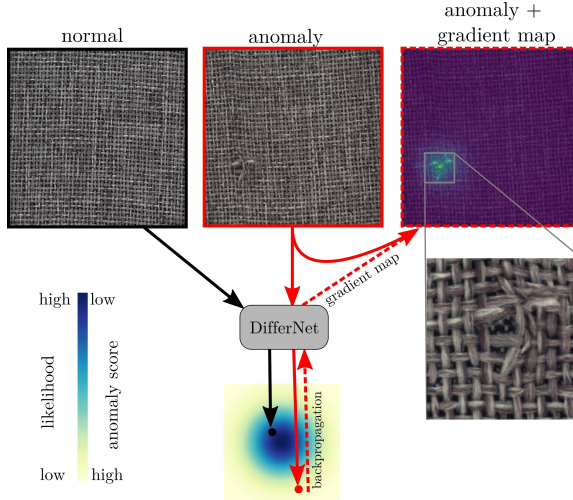 normal
anomaly
anomaly +
gradient map
gradient map
DifferNet
high
low
likelihood
anomaly score
low
high
backpropagation